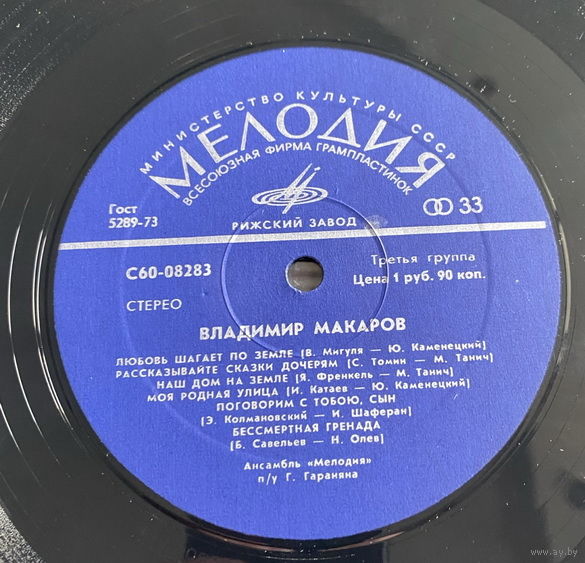 МИНИСТЕРСТВО КУЛЬТУРЫ СССР
МЕЛОДИЯ
ВСЕСОЮЗНАЯ ФИРМА ГРАМПЛАСТИНОК
РИЖСКИЙ ЗАВОД
Гост
5289-73
33
С60-08283
Третья группа
Цена 1 руб. 90 коп.
СТЕРЕО
ВЛАДИМИР МАКАРОВ
ЛЮБОВЬ ШАГАЕТ ПО ЗЕМЛЕ (В. Мигуля — Ю. Каменецкий)
РАССКАЗЫВАЙТЕ СКАЗКИ ДОЧЕРЯМ (С. Томин — М. Танич)
НАШ ДОМ НА ЗЕМЛЕ (Я. Френкель — М. Танич)
МОЯ РОДНАЯ УЛИЦА (И. Катаев — Ю. Каменецкий)
ПОГОВОРИМ С ТОБОЮ, СЫН
(Э. Колмановский — И. Шаферан)
БЕССМЕРТНАЯ ГРЕНАДА
(Б. Савельев — Н. Олев)
Ансамбль «Мелодия»
п/у Г. Гараняна
www.ay.by